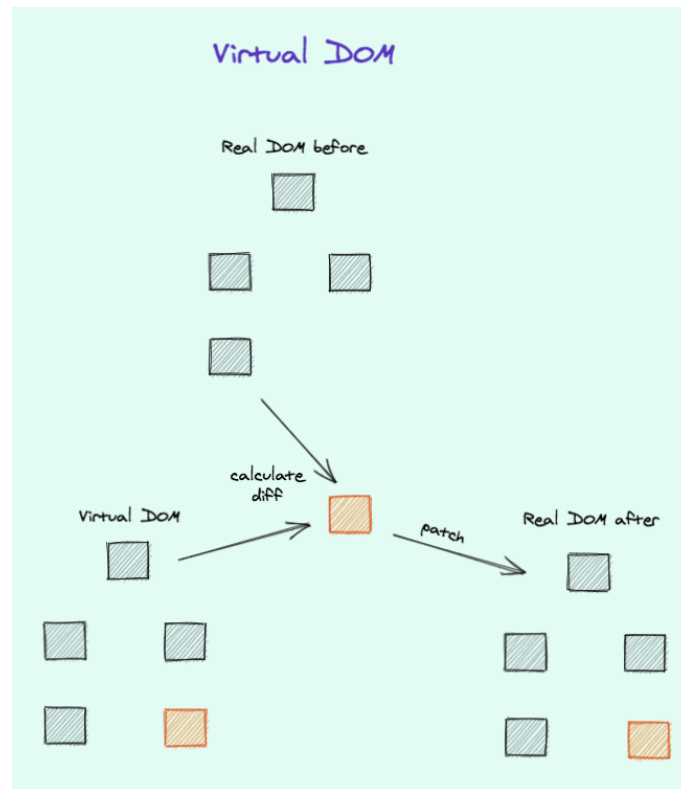 Virtual DOM
Real DOM before
calculate
diff
Virtual DOM
patch
Real DOM after